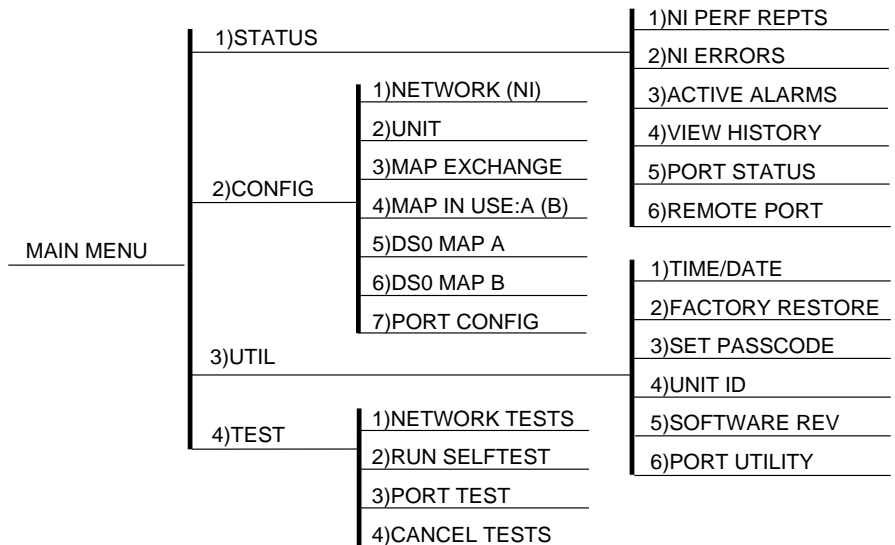 MAIN MENU
1)STATUS
1)NI PERF REPTS
2)NI ERRORS
3)ACTIVE ALARMS
4)VIEW HISTORY
5)PORT STATUS
6)REMOTE PORT
2)CONFIG
1)NETWORK (NI)
2)UNIT
3)MAP EXCHANGE
4)MAP IN USE:A (B)
5)DS0 MAP A
6)DS0 MAP B
7)PORT CONFIG
3)UTIL
1)TIME/DATE
2)FACTORY RESTORE
3)SET PASSCODE
4)UNIT ID
5)SOFTWARE REV
6)PORT UTILITY
4)TEST
1)NETWORK TESTS
2)RUN SELFTEST
3)PORT TEST
4)CANCEL TESTS